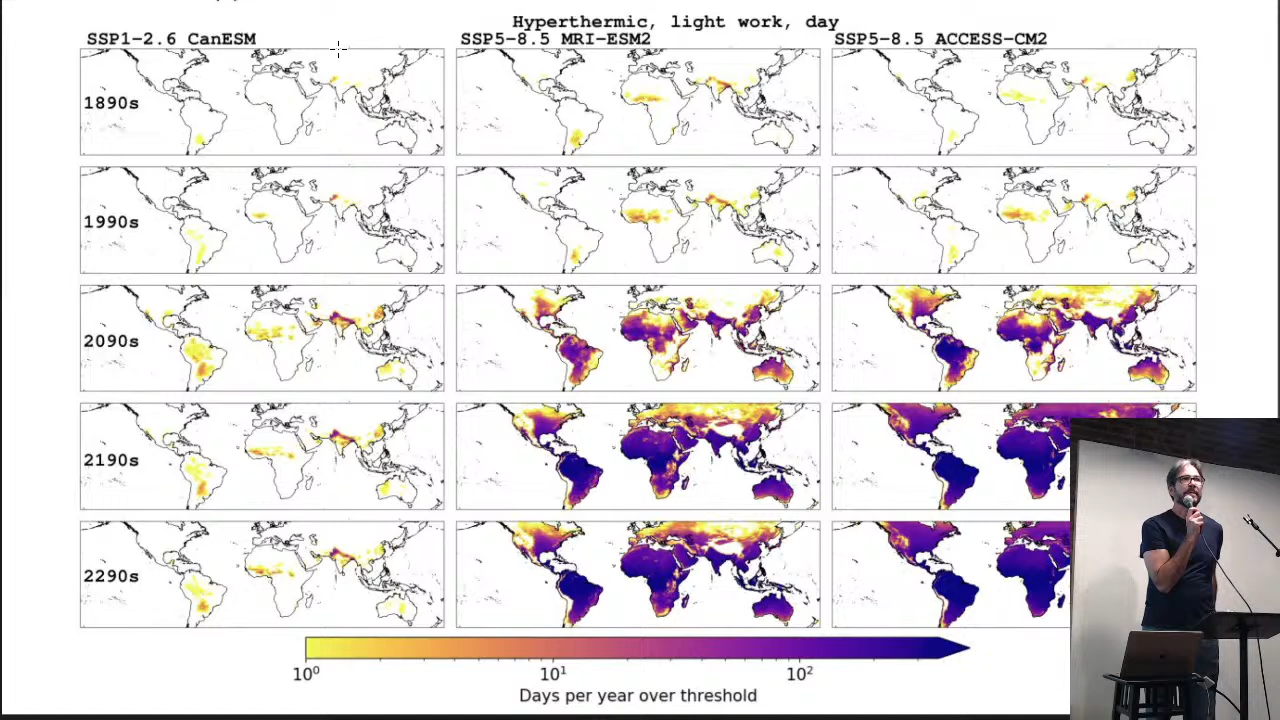 Hyperthermic, light work, day
SSP1-2.6 CanESM
SSP5-8.5 MRI-ESM2
SSP5-8.5 ACCESS-CM2
1890s
1990s
2090s
2190s
2290s
10⁰
10¹
10²
Days per year over threshold